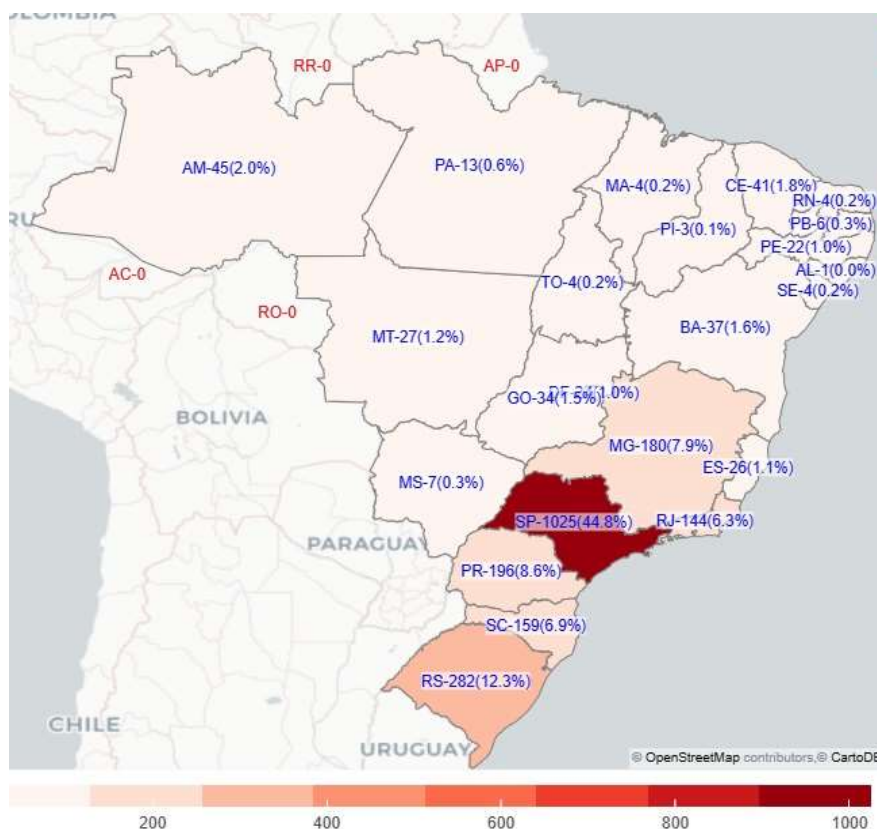 OLOMBIA
RR-0
AP-0
AM-45(2.0%)
PA-13(0.6%)
MA-4(0.2%)
CE-41(1.8%)
RN-4(0.2%)
PB-6(0.3%)
PI-3(0.1%)
PE-22(1.0%)
RU
AC-0
AL-1(0.0%)
TO-4(0.2%)
SE-4(0.2%)
RO-0
MT-27(1.2%)
BA-37(1.6%)
GO-34(1.5%)
1.0%)
BOLIVIA
MG-180(7.9%)
ES-26(1.1%)
MS-7(0.3%)
SP-1025(44.8%)
RJ-144(6.3%)
PARAGUAY
PR-196(8.6%)
SC-159(6.9%)
RS-282(12.3%)
CHILE
URUGUAY
© OpenStreetMap contributors,© CartoDB
200 400 600 800 1000